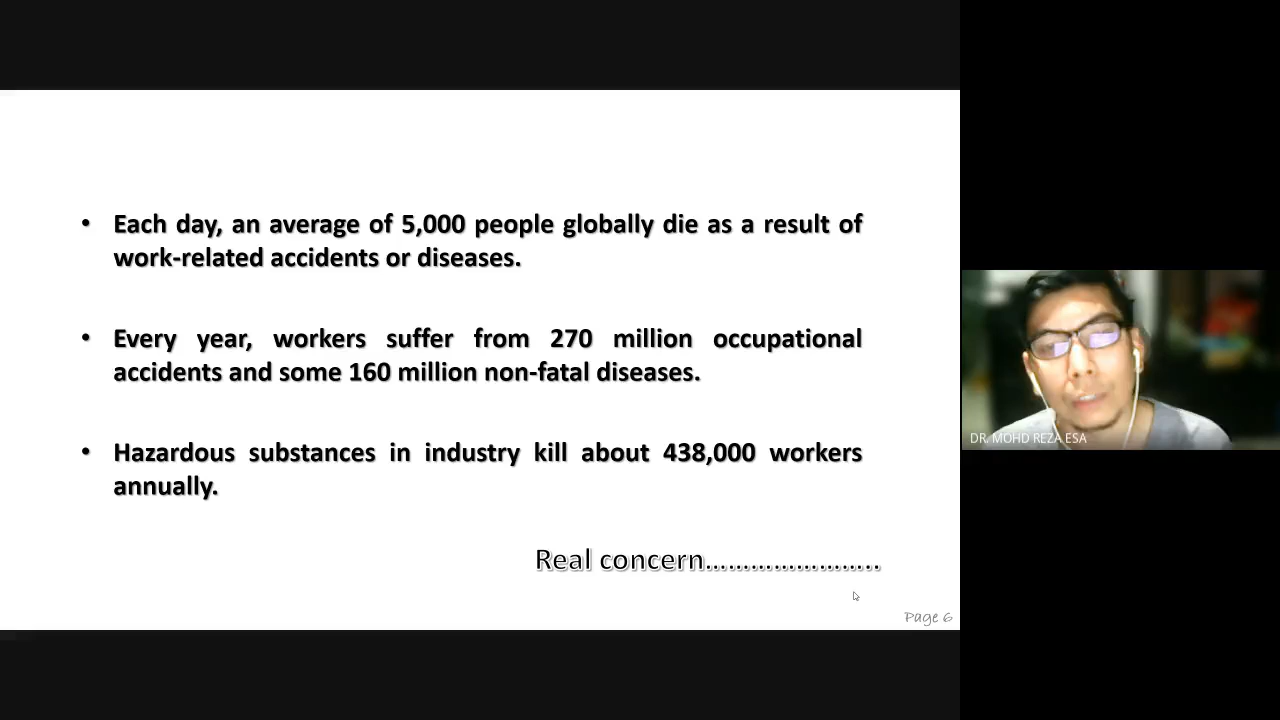 • Each day, an average of 5,000 people globally die as a result of
work-related accidents or diseases.
• Every year, workers suffer from 270 million occupational
accidents and some 160 million non-fatal diseases.
• Hazardous substances in industry kill about 438,000 workers
annually.
Real concern.......................
Page 6
DR. MOHD REZA ESA